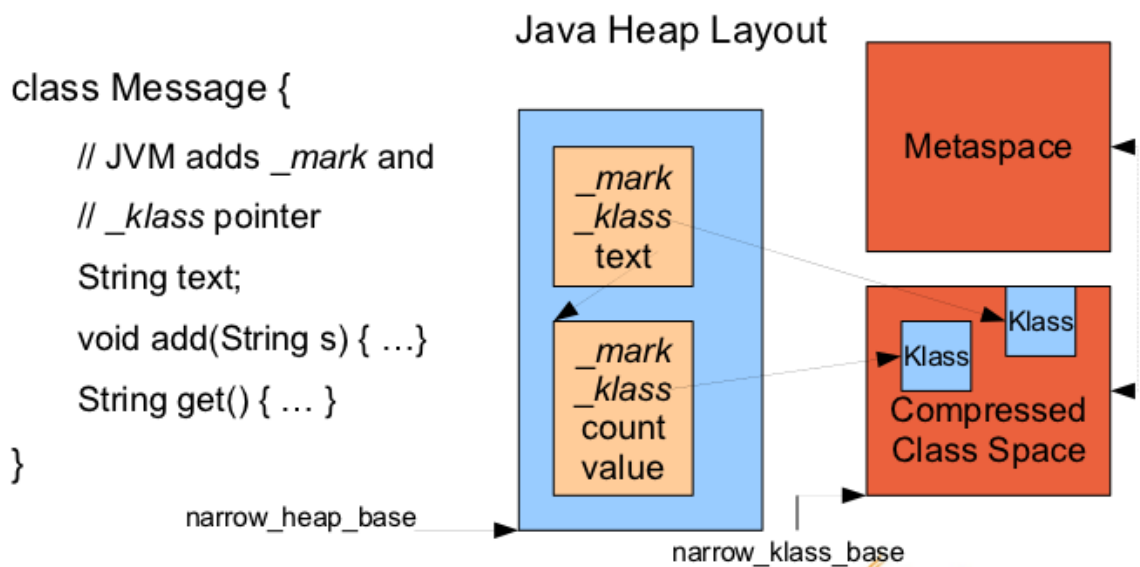 Java Heap Layout
class Message {
// JVM adds _mark and
// _klass pointer
String text;
void add(String s) { …}
String get() { … }
}
_mark
_klass
text
_mark
_klass
count
value
Metaspace
Klass
Klass
Compressed
Class Space
narrow_heap_base
narrow_klass_base